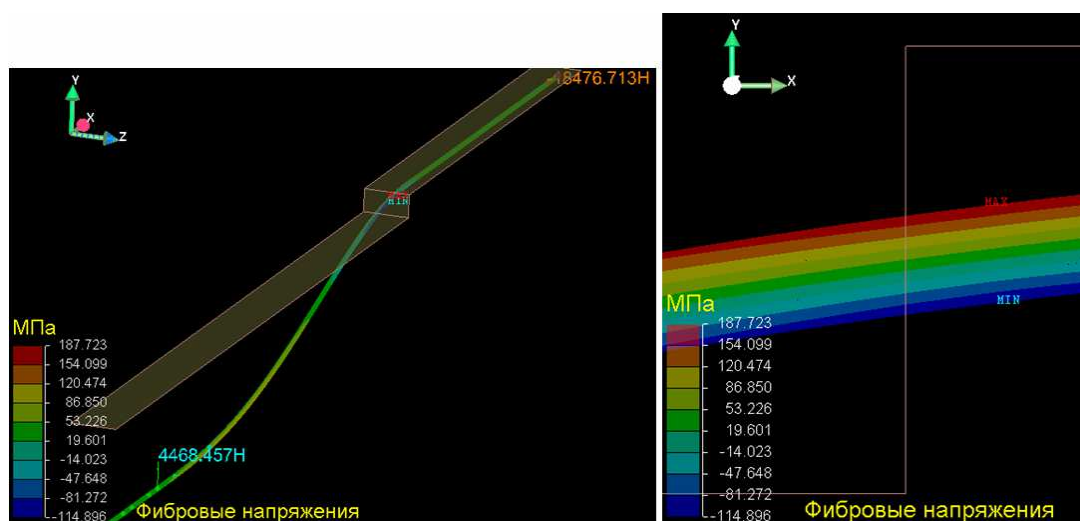 Y
X
Z
-48476.713Н
MIN
МПа
187.723
154.099
120.474
86.850
53.226
19.601
-14.023
-47.648
-81.272
-114.896
4468.457Н
Фибровые напряжения
Y
X
MAX
MIN
МПа
187.723
154.099
120.474
86.850
53.226
19.601
-14.023
-47.648
-81.272
-114.896
Фибровые напряжения